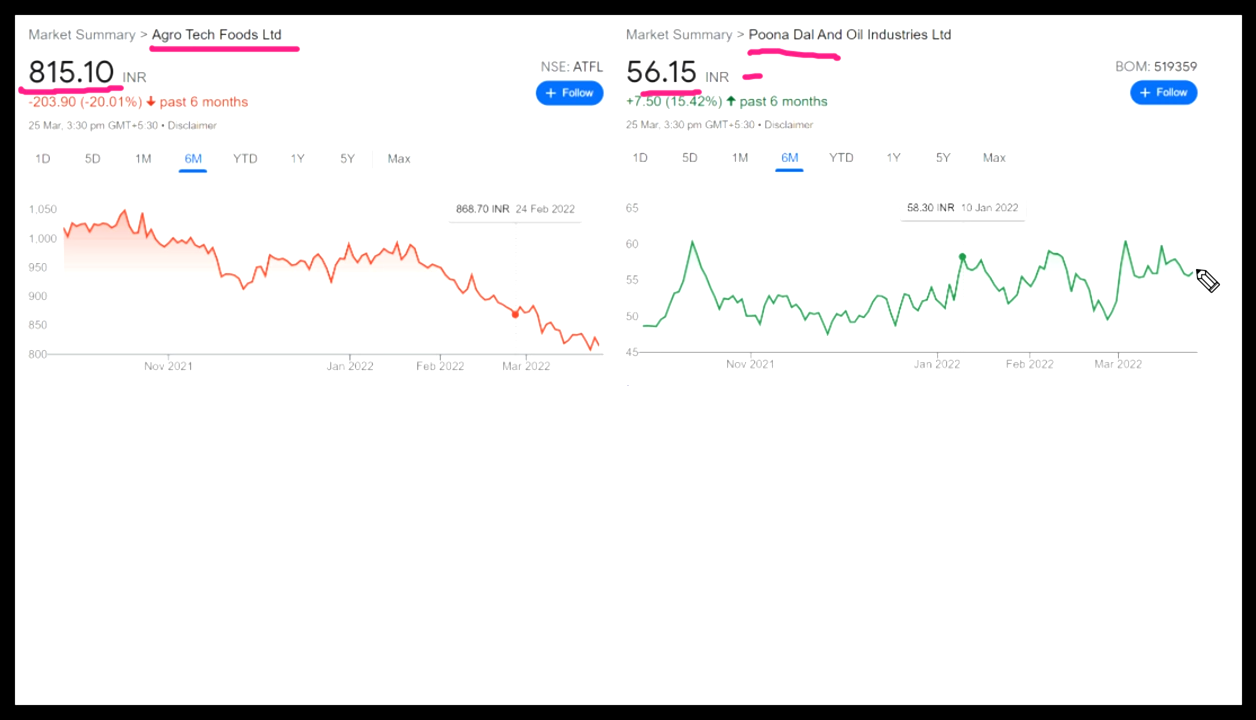 Market Summary > Agro Tech Foods Ltd
815.10 INR
NSE: ATFL
+ Follow
-203.90 (-20.01%) ↓ past 6 months
25 Mar, 3:30 pm GMT+5:30 • Disclaimer
1D 5D 1M 6M YTD 1Y 5Y Max
868.70 INR 24 Feb 2022
1,050
1,000
950
900
850
800
Nov 2021 Jan 2022 Feb 2022 Mar 2022
Market Summary > Poona Dal And Oil Industries Ltd
56.15 INR
BOM: 519359
+ Follow
+7.50 (15.42%) ↑ past 6 months
25 Mar, 3:30 pm GMT+5:30 • Disclaimer
1D 5D 1M 6M YTD 1Y 5Y Max
58.30 INR 10 Jan 2022
65
60
55
50
45
Nov 2021 Jan 2022 Feb 2022 Mar 2022